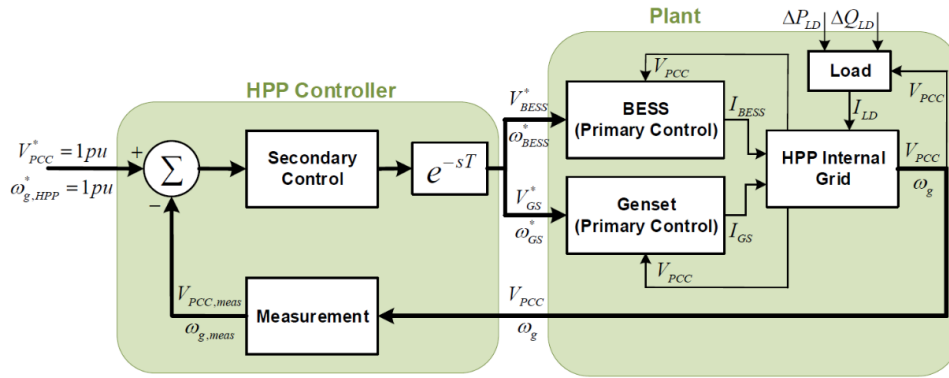 Plant
ΔP_LD ΔQ_LD
HPP Controller
V_PCC
Load
V*_BESS
ω*_BESS
BESS
(Primary Control)
I_BESS
I_LD
V_PCC
V*_PCC = 1pu
ω*_g,HPP = 1pu
+
−
Σ
Secondary
Control
e^−sT
HPP Internal
Grid
V_PCC
ω_g
V*_GS
ω*_GS
Genset
(Primary Control)
I_GS
V_PCC
V_PCC,meas
ω_g,meas
Measurement
V_PCC
ω_g